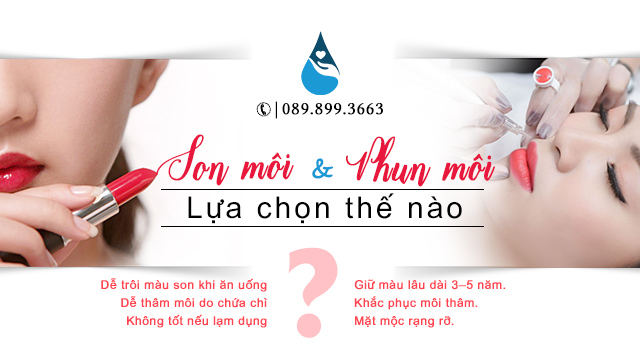 ✆|089.899.3663
Son môi & Phun môi
Lựa chọn thế nào
?
Dễ trôi màu son khi ăn uống
Dễ thâm môi do chứa chì
Không tốt nếu lạm dụng
Giữ màu lâu dài 3–5 năm.
Khắc phục môi thâm.
Mặt mộc rạng rỡ.